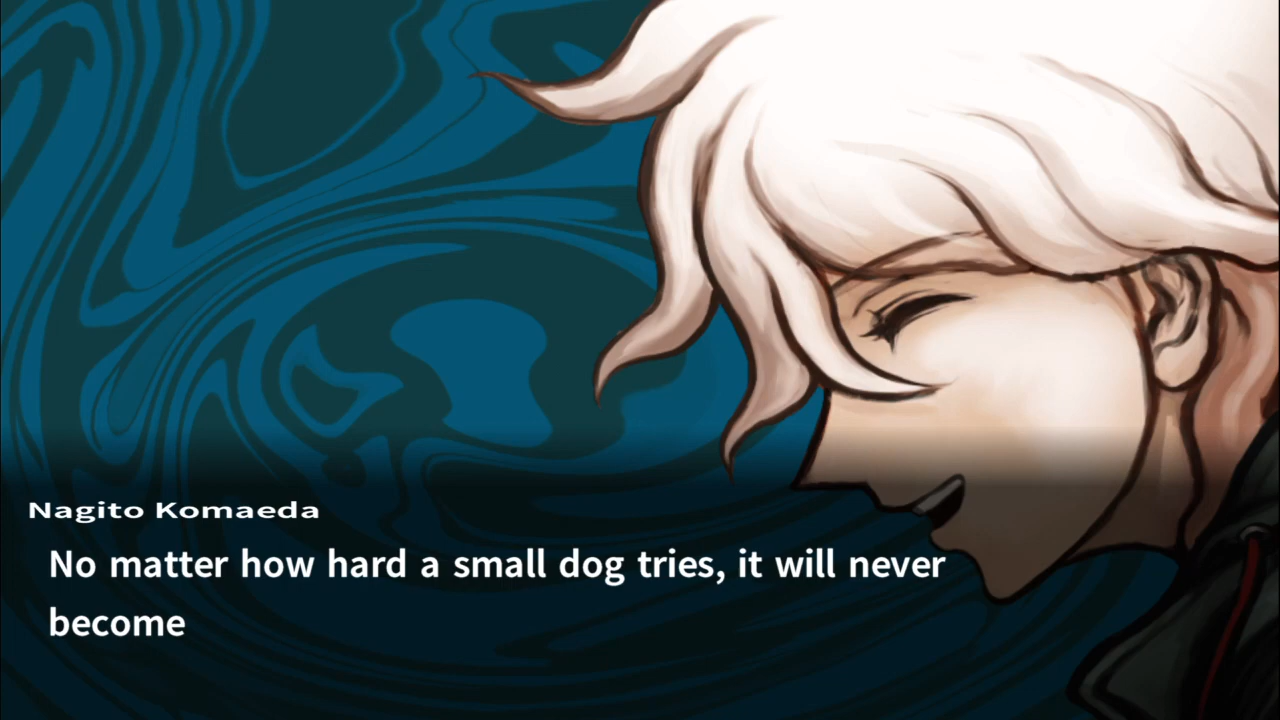 Nagito Komaeda
No matter how hard a small dog tries, it will never
become